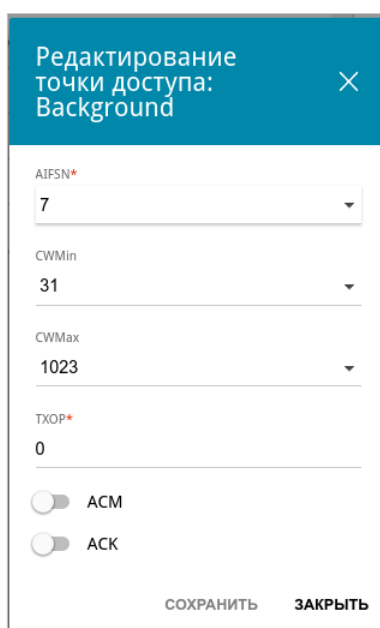 Редактирование
точки доступа:
Background
AIFSN*
7
CWMin
31
CWMax
1023
TXOP*
0
ACM
ACK
СОХРАНИТЬ ЗАКРЫТЬ